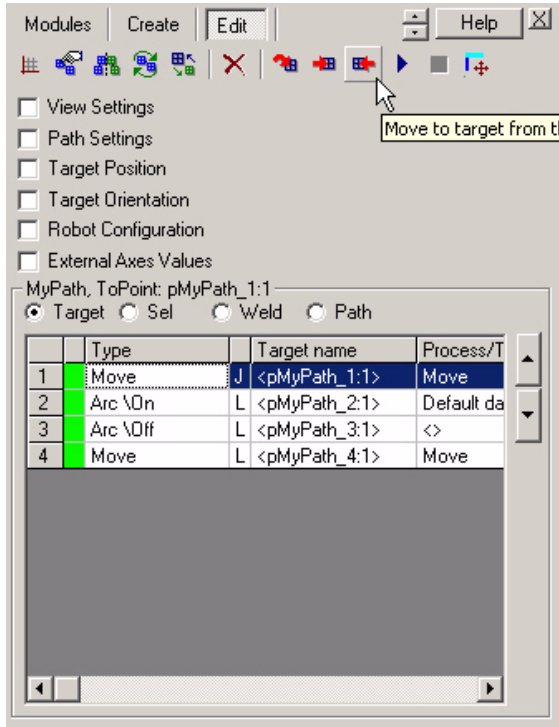 Modules Create Edit Help
Move to target from t
View Settings
Path Settings
Target Position
Target Orientation
Robot Configuration
External Axes Values
MyPath, ToPoint: pMyPath_1:1
Target Sel Weld Path
Type Target name Process/T
1 Move J <pMyPath_1:1> Move
2 Arc \On L <pMyPath_2:1> Default da
3 Arc \Off L <pMyPath_3:1> <>
4 Move L <pMyPath_4:1> Move